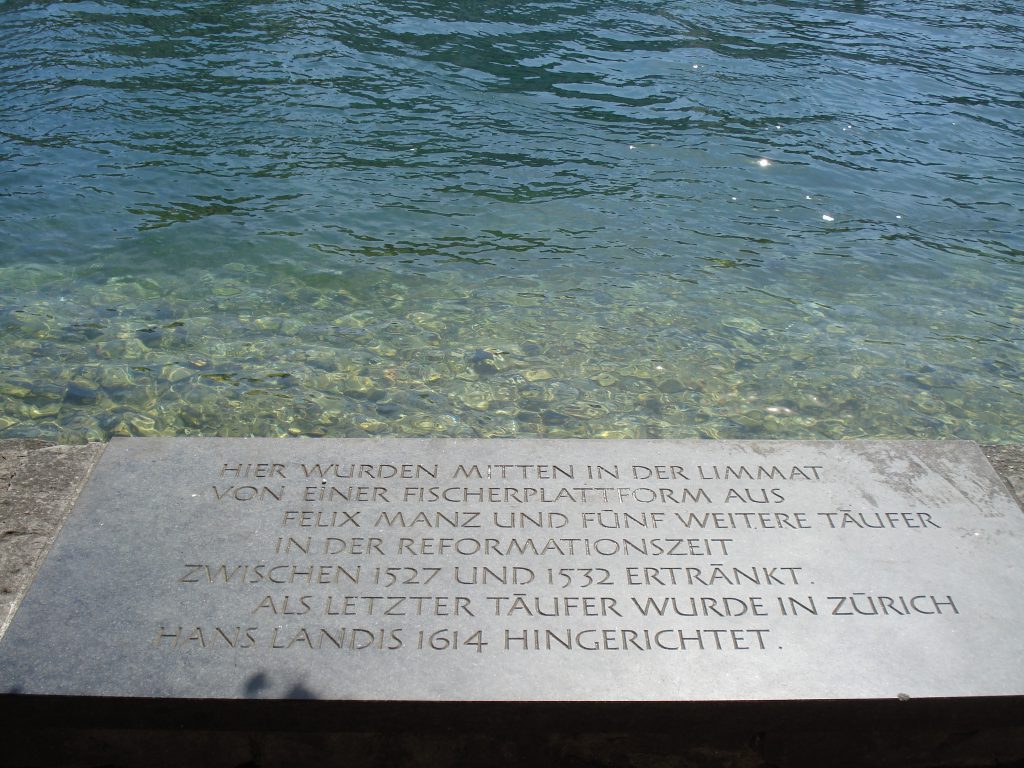 HIER WURDEN MITTEN IN DER LIMMAT
VON EINER FISCHERPLATTFORM AUS
FELIX MANZ UND FÜNF WEITERE TÄUFER
IN DER REFORMATIONSZEIT
ZWISCHEN 1527 UND 1532 ERTRÄNKT.
ALS LETZTER TÄUFER WURDE IN ZÜRICH
HANS LANDIS 1614 HINGERICHTET.